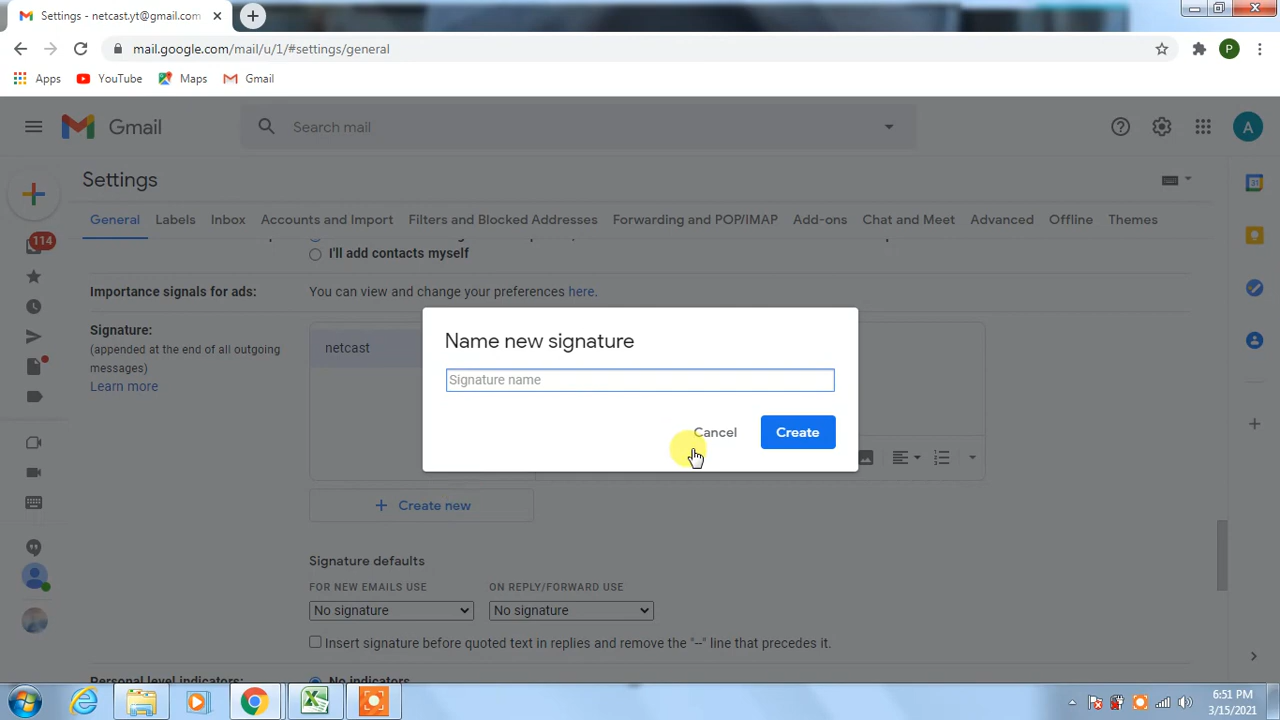 Settings - netcast.yt@gmail.com
mail.google.com/mail/u/1/#settings/general
P
Apps
YouTube
Maps
Gmail
Gmail
Search mail
A
Settings
31
General
Labels
Inbox
Accounts and Import
Filters and Blocked Addresses
Forwarding and POP/IMAP
Add-ons
Chat and Meet
Advanced
Offline
Themes
114
I'll add contacts myself
Importance signals for ads:
You can view and change your preferences here.
Signature:
(appended at the end of all outgoing
messages)
Learn more
netcast
Name new signature
Signature name
Cancel
Create
Create new
Signature defaults
FOR NEW EMAILS USE
ON REPLY/FORWARD USE
No signature
No signature
Insert signature before quoted text in replies and remove the "--" line that precedes it.
Personal level indicators:
No indicators
6:51 PM
3/15/2021